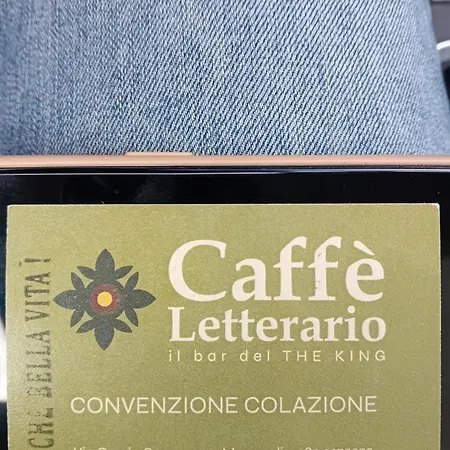 Caffè
Letterario
il bar del THE KING
CONVENZIONE COLAZIONE
CHE BELLA VITA!